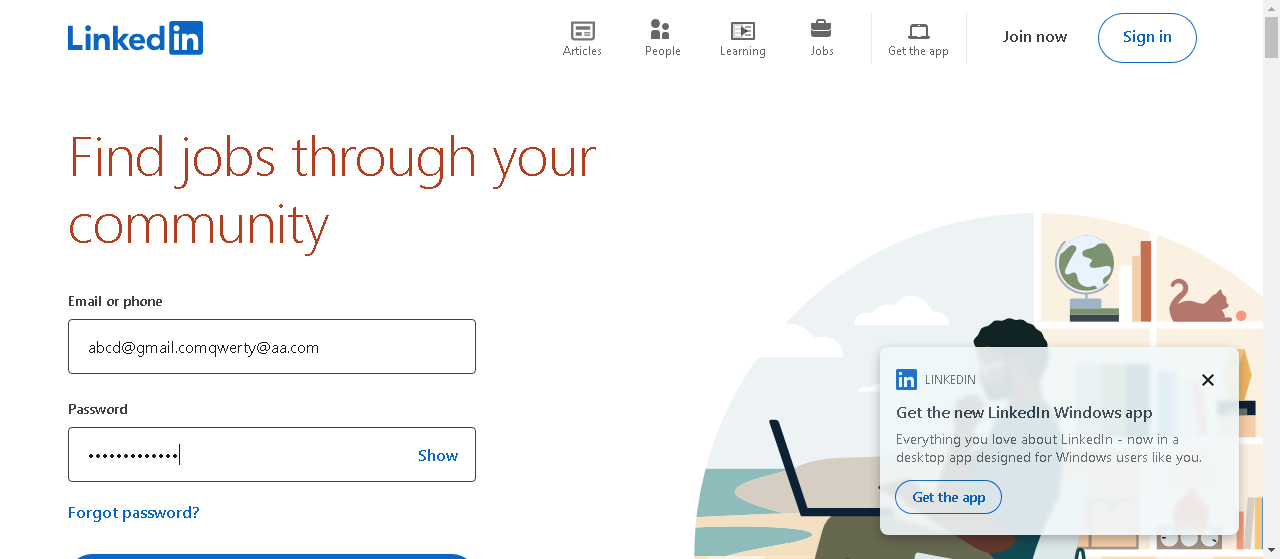 Linkedin
Articles
People
Learning
Jobs
Get the app
Join now
Sign in
Find jobs through your
community
Email or phone
abcd@gmail.comqwerty@aa.com
Password
•••••••••••••
Show
Forgot password?
in LINKEDIN
Get the new LinkedIn Windows app
Everything you love about LinkedIn - now in a
desktop app designed for Windows users like you.
Get the app